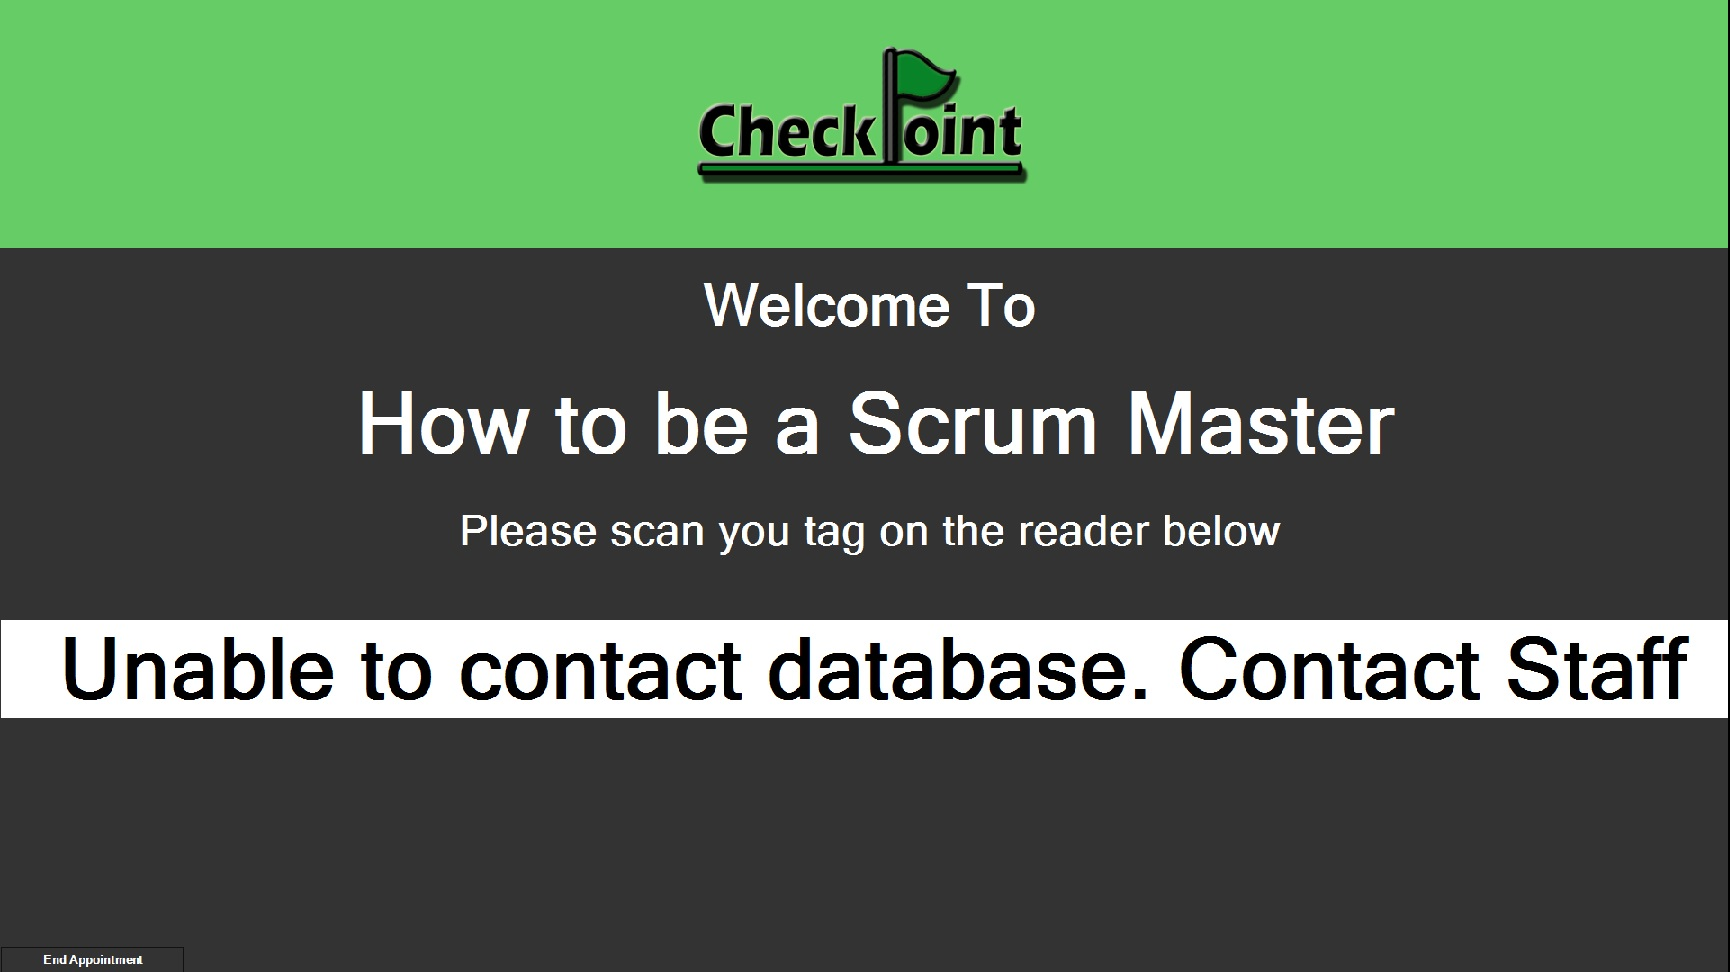 CheckPoint
Welcome To
How to be a Scrum Master
Please scan you tag on the reader below
Unable to contact database. Contact Staff
End Appointment